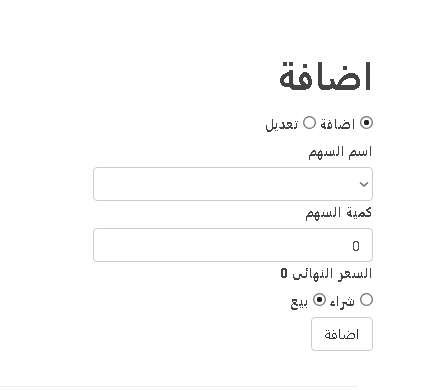 اضافة
اضافة تعديل
اسم السهم
كمية السهم
0
السعر النهائى 0
شراء بيع
اضافة